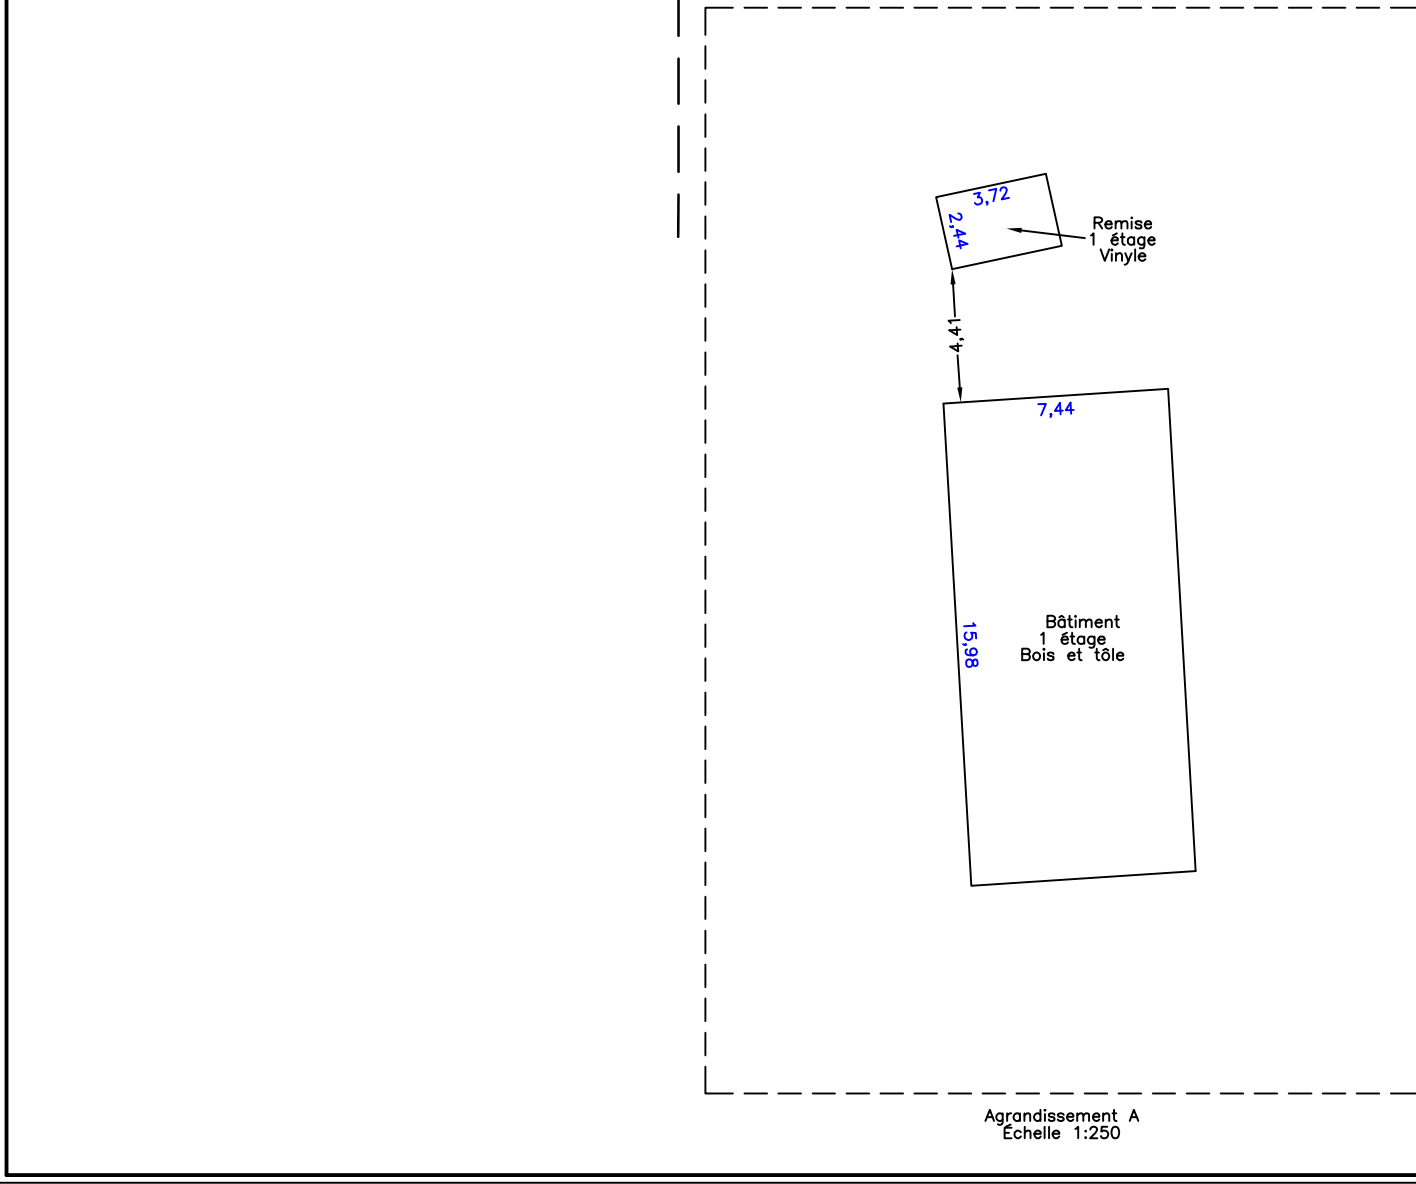 3,72
2,44
Remise
1 étage
Vinyle
4,41
7,44
15,98
Bâtiment
1 étage
Bois et tôle
Agrandissement A
Échelle 1:250